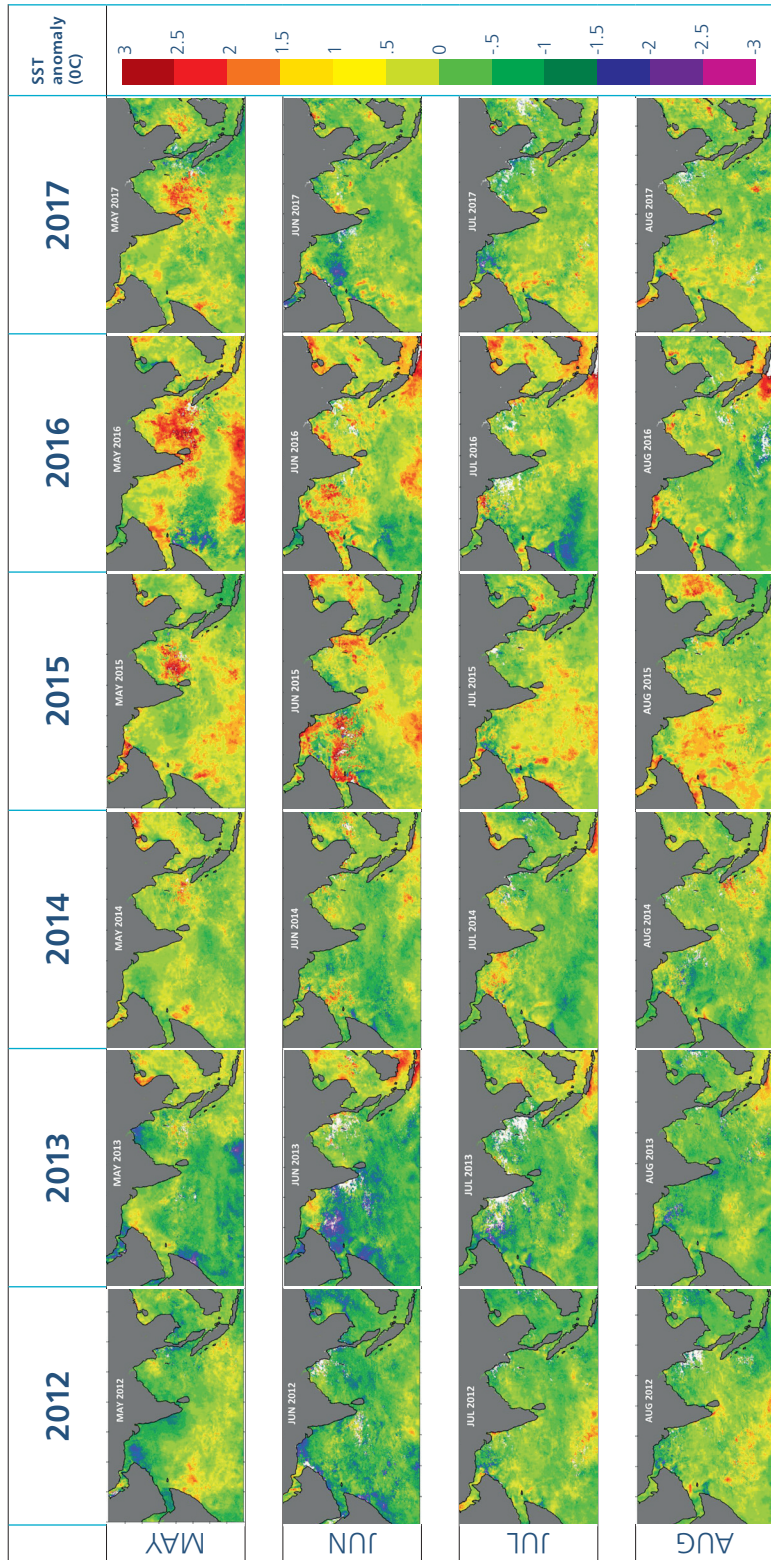 2012
2013
2014
2015
2016
2017
SST
anomaly
(0C)
MAY
MAY 2012
MAY 2013
MAY 2014
MAY 2015
MAY 2016
MAY 2017
JUN
JUN 2012
JUN 2013
JUN 2014
JUN 2015
JUN 2016
JUN 2017
JUL
JUL 2012
JUL 2013
JUL 2014
JUL 2015
JUL 2016
JUL 2017
AUG
AUG 2012
AUG 2013
AUG 2014
AUG 2015
AUG 2016
AUG 2017
3
2.5
2
1.5
1
.5
0
-.5
-1
-1.5
-2
-2.5
-3